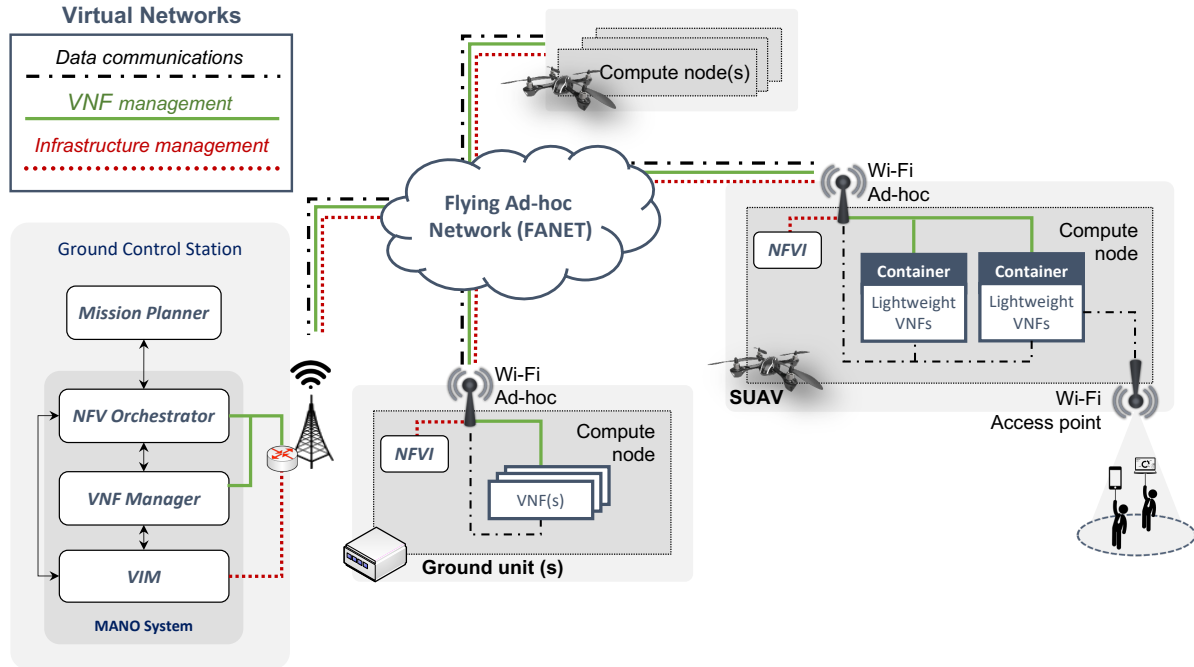 Virtual Networks
Data communications
VNF management
Infrastructure management
Compute node(s)
Flying Ad-hoc
Network (FANET)
Wi-Fi
Ad-hoc
NFVI
Compute
node
Container
Lightweight
VNFs
Container
Lightweight
VNFs
SUAV
Wi-Fi
Access point
Ground Control Station
Mission Planner
NFV Orchestrator
VNF Manager
VIM
MANO System
Wi-Fi
Ad-hoc
NFVI
Compute
node
VNF(s)
Ground unit (s)